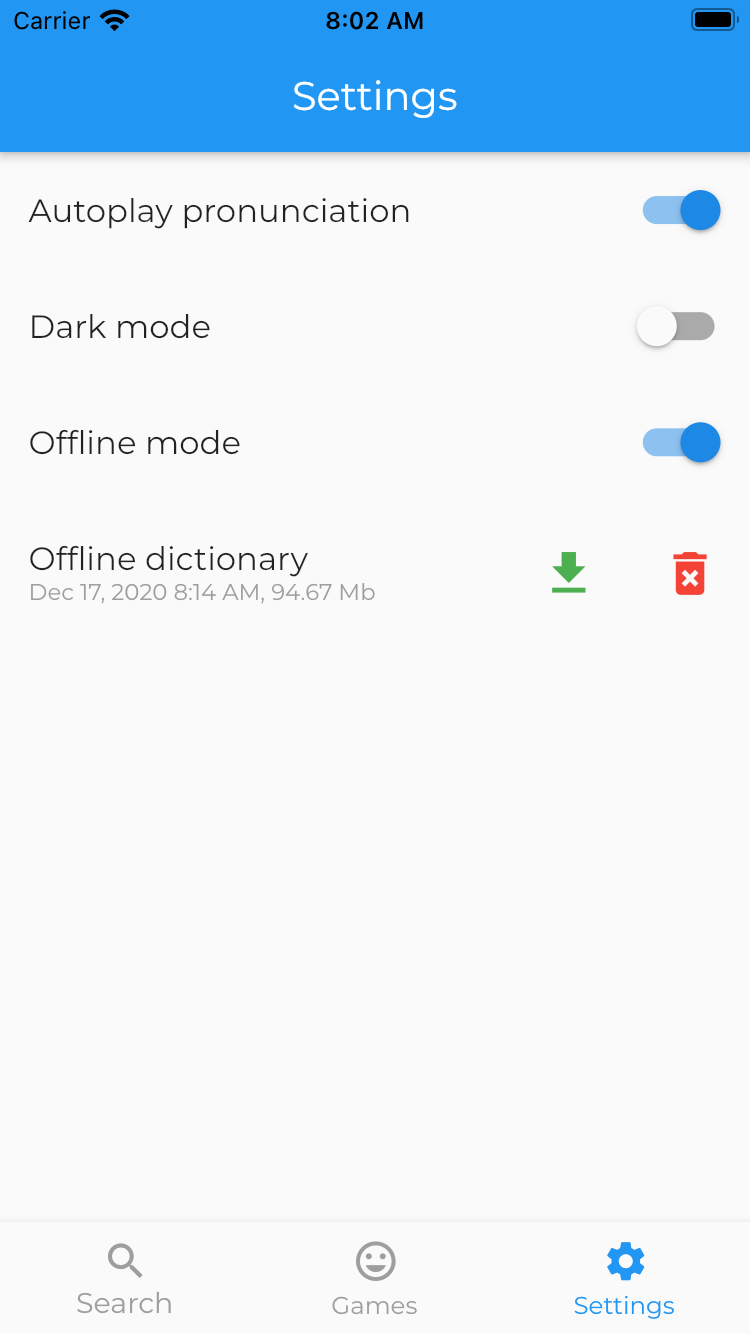 Carrier 8:02 AM
Settings
Autoplay pronunciation
Dark mode
Offline mode
Offline dictionary
Dec 17, 2020 8:14 AM, 94.67 Mb
Search Games Settings